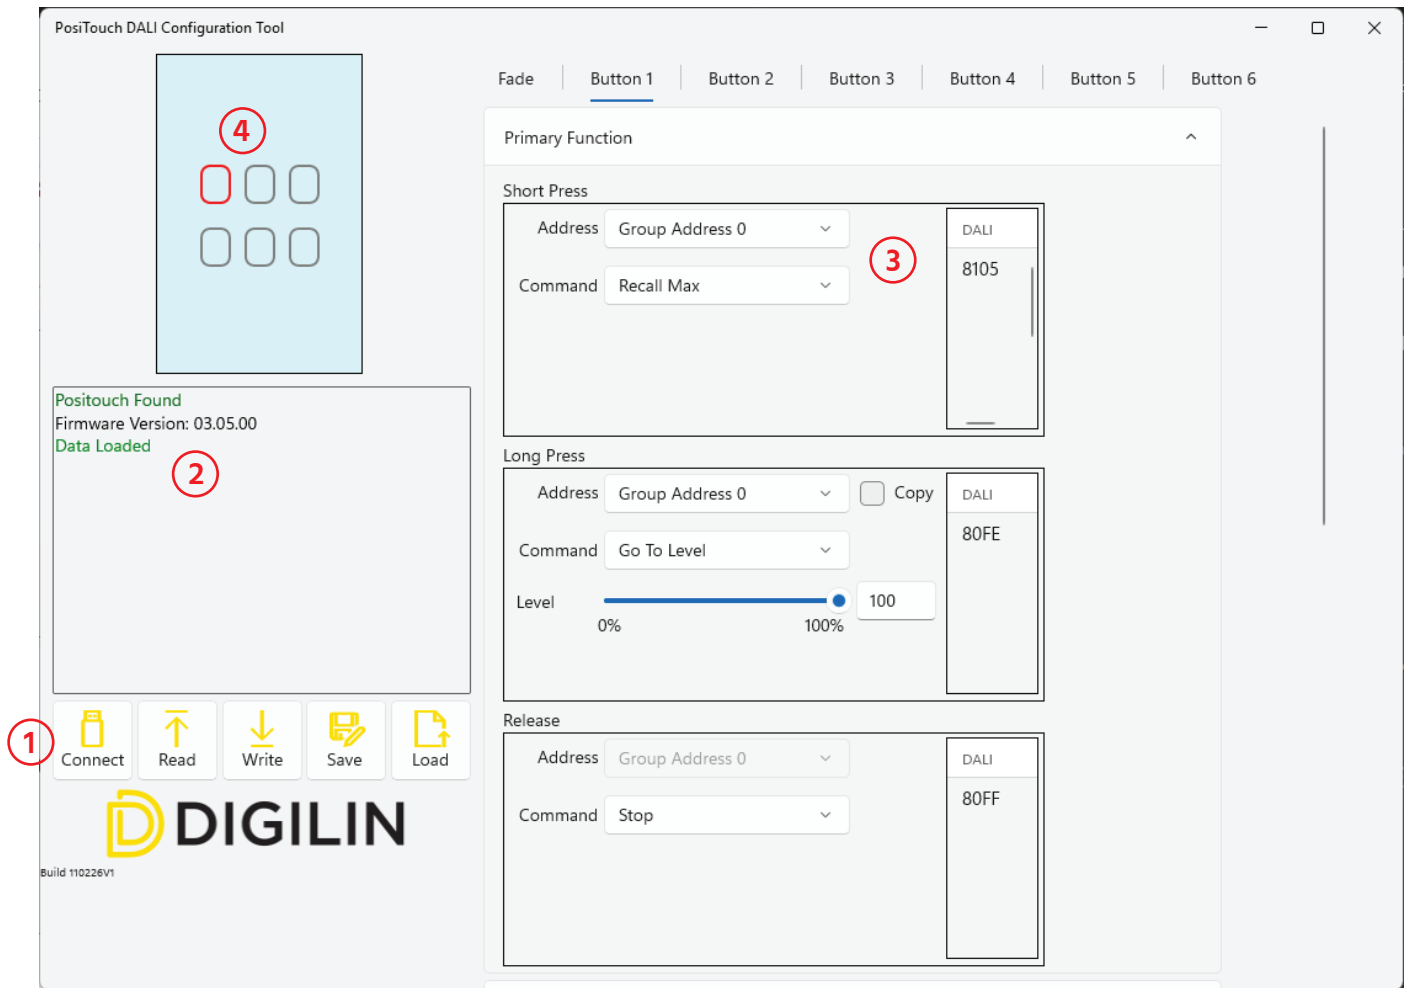 PosiTouch DALI Configuration Tool
4
Positouch Found
Firmware Version: 03.05.00
Data Loaded
2
1
Connect Read Write Save Load
DIGILIN
Build 110226V1
Fade Button 1 Button 2 Button 3 Button 4 Button 5 Button 6
Primary Function
Short Press
Address Group Address 0 DALI
3
Command Recall Max 8105
Long Press
Address Group Address 0 Copy DALI
Command Go To Level 80FE
Level 100
0% 100%
Release
Address Group Address 0 DALI
Command Stop 80FF